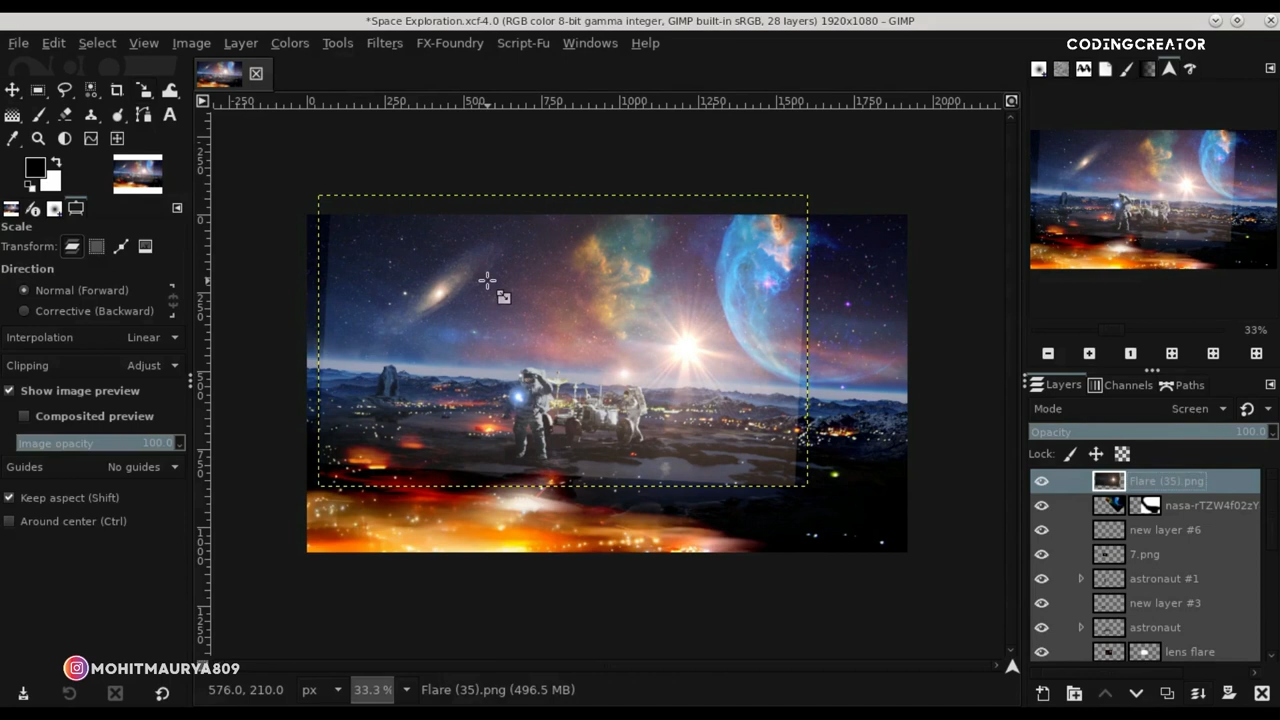 *Space Exploration.xcf-4.0 (RGB color 8-bit gamma integer, GIMP built-in sRGB, 28 layers) 1920x1080 – GIMP
File Edit Select View Image Layer Colors Tools Filters FX-Foundry Script-Fu Windows Help
CODINGCREATOR
-250 0 250 500 750 1000 1250 1500 1750 2000
Scale
Transform:
Direction
Normal (Forward)
Corrective (Backward)
Interpolation Linear
Clipping Adjust
Show image preview
Composited preview
Image opacity 100.0
Guides No guides
Keep aspect (Shift)
Around center (Ctrl)
33%
Layers Channels Paths
Mode Screen
Opacity 100.0
Lock:
Flare (35).png
nasa-rTZW4f02zY
new layer #6
7.png
astronaut #1
new layer #3
astronaut
lens flare
MOHITMAURYA809
576.0, 210.0 px 33.3 % Flare (35).png (496.5 MB)